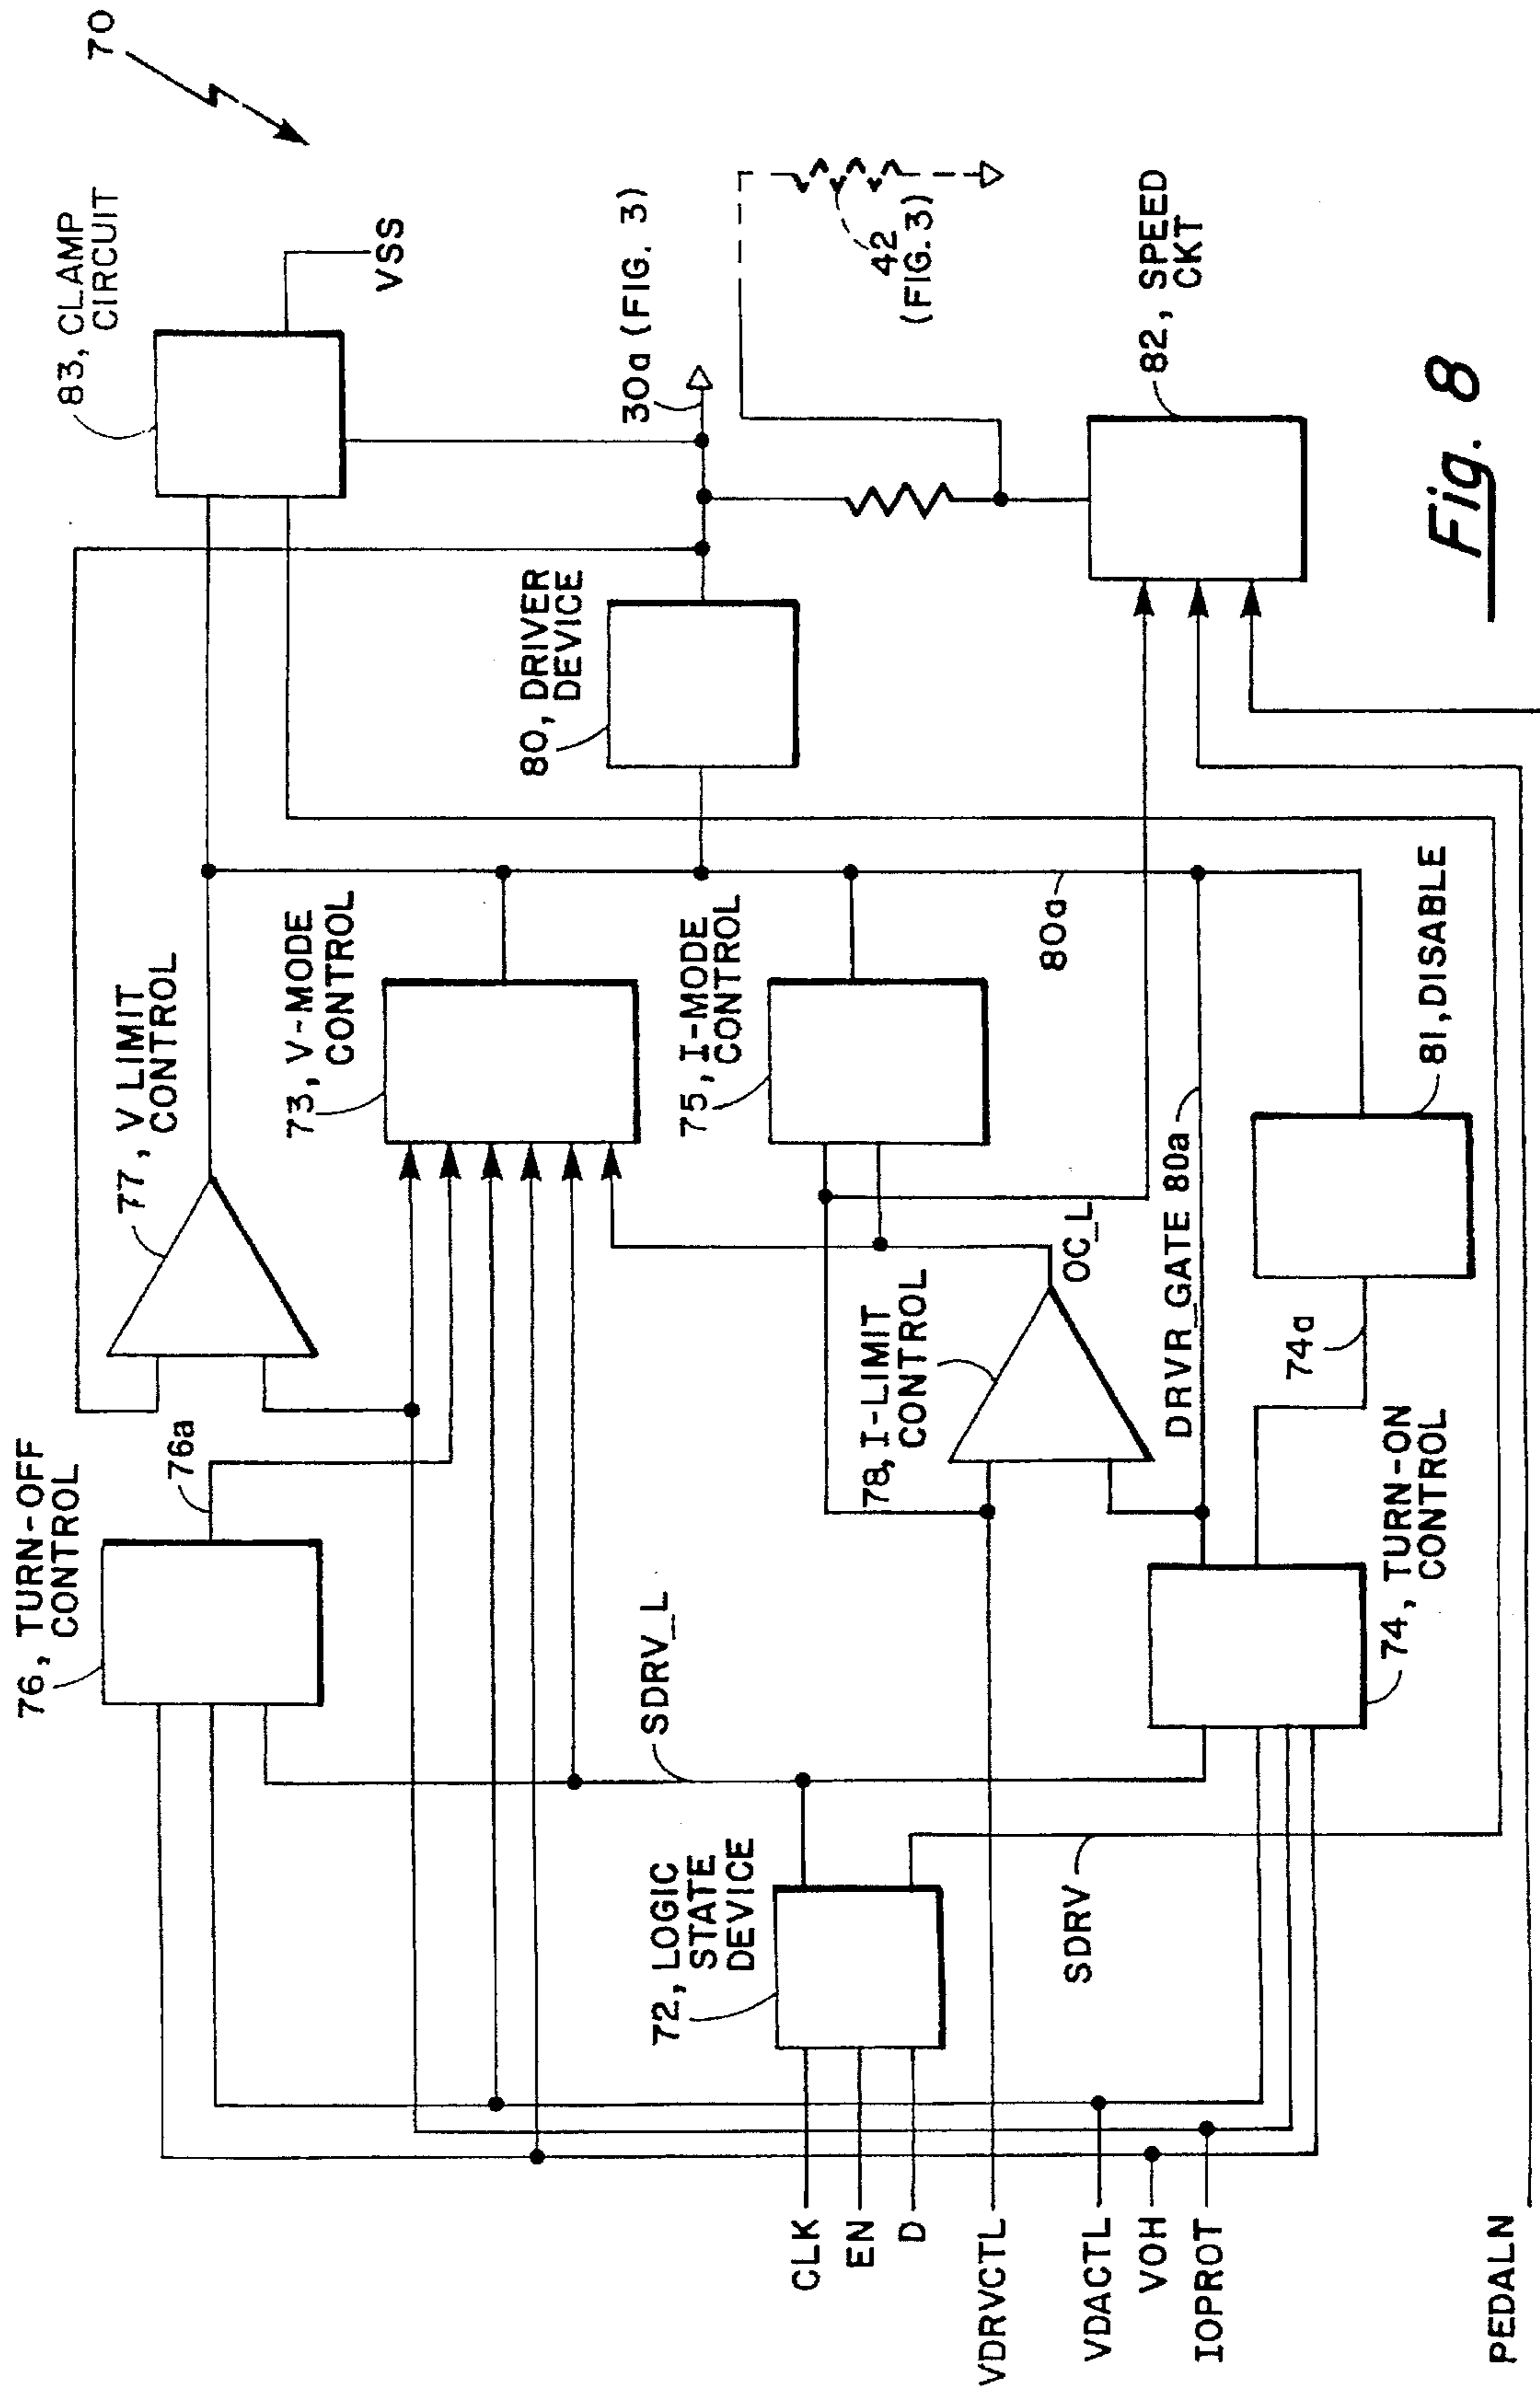 70
83, CLAMP
CIRCUIT
VSS
77, V LIMIT
CONTROL
76, TURN-OFF
CONTROL
76a
73, V-MODE
CONTROL
80, DRIVER
DEVICE
30a (FIG. 3)
42
(FIG.3)
75, I-MODE
CONTROL
SDRV_L
72, LOGIC
STATE
DEVICE
78, I-LIMIT
CONTROL
OC_L
80a
82, SPEED
CKT
CLK
EN
D
VDRVCTL
VDACTL
VOH
IOPROT
SDRV
DRVR_GATE 80a
74a
81, DISABLE
74, TURN-ON
CONTROL
PEDALN
Fig. 8